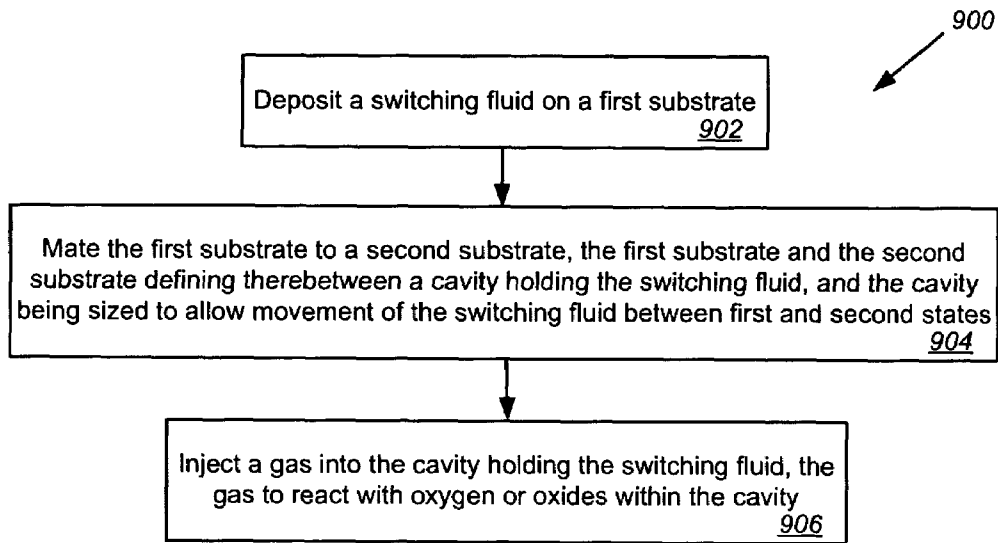 900
Deposit a switching fluid on a first substrate
902
Mate the first substrate to a second substrate, the first substrate and the second
substrate defining therebetween a cavity holding the switching fluid, and the cavity
being sized to allow movement of the switching fluid between first and second states
904
Inject a gas into the cavity holding the switching fluid, the
gas to react with oxygen or oxides within the cavity
906